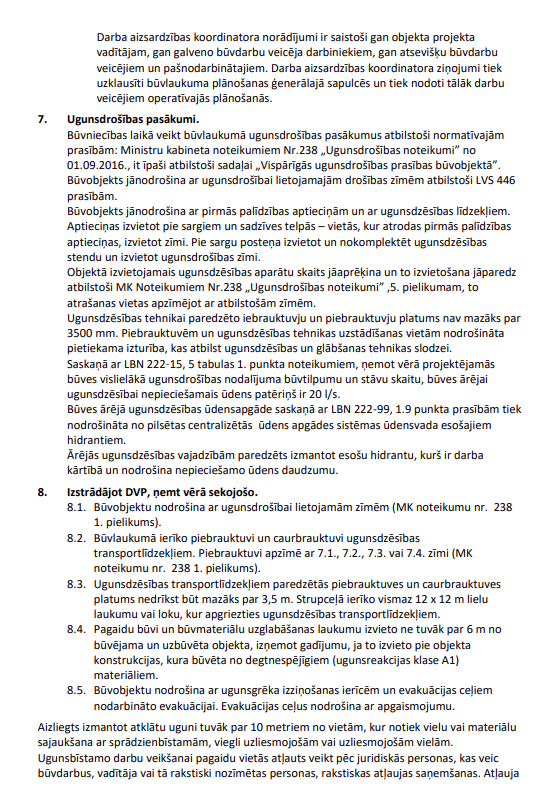 Darba aizsardzības koordinatora norādījumi ir saistoši gan objekta projekta
vadītājam, gan galveno būvdarbu veicēja darbiniekiem, gan atsevišķu būvdarbu
veicējiem un pašnodarbinātajiem. Darba aizsardzības koordinatora ziņojumi tiek
uzklausīti būvlaukuma plānošanas ģenerālajā sapulcēs un tiek nodoti tālāk darbu
veicējiem operatīvajās plānošanās.
7. Ugunsdrošības pasākumi.
Būvniecības laikā veikt būvlaukumā ugunsdrošības pasākumus atbilstoši normatīvajām
prasībām: Ministru kabineta noteikumiem Nr.238 „Ugunsdrošības noteikumi” no
01.09.2016., it īpaši atbilstoši sadaļai „Vispārīgās ugunsdrošības prasības būvobjektā”.
Būvobjekts jānodrošina ar ugunsdrošībai lietojamajām drošības zīmēm atbilstoši LVS 446
prasībām.
Būvobjekts jānodrošina ar pirmās palīdzības aptieciņām un ar ugunsdzēsības līdzekļiem.
Aptieciņas izvietot pie sargiem un sadzīves telpās – vietās, kur atrodas pirmās palīdzības
aptieciņas, izvietot zīmi. Pie sargu posteņa izvietot un nokomplektēt ugunsdzēsības
stendu un izvietot ugunsdrošības zīmi.
Objektā izvietojamais ugunsdzēsības aparātu skaits jāaprēķina un to izvietošana jāparedz
atbilstoši MK Noteikumiem Nr.238 „Ugunsdrošības noteikumi” ,5. pielikumam, to
atrašanas vietas apzīmējot ar atbilstošām zīmēm.
Ugunsdzēsības tehnikai paredzēto iebrauktuvju un piebrauktuvju platums nav mazāks par
3500 mm. Piebrauktuvēm un ugunsdzēsības tehnikas uzstādīšanas vietām nodrošināta
pietiekama izturība, kas atbilst ugunsdzēsības un glābšanas tehnikas slodzei.
Saskaņā ar LBN 222-15, 5 tabulas 1. punkta noteikumiem, ņemot vērā projektējamās
būves vislielākā ugunsdrošības nodalījuma būvtilpumu un stāvu skaitu, būves ārējai
ugunsdzēsībai nepieciešamais ūdens patēriņš ir 20 l/s.
Būves ārējā ugunsdzēsības ūdensapgāde saskaņā ar LBN 222-99, 1.9 punkta prasībām tiek
nodrošināta no pilsētas centralizētās  ūdens apgādes sistēmas ūdensvada esošajiem
hidrantiem.
Ārējās ugunsdzēsības vajadzībām paredzēts izmantot esošu hidrantu, kurš ir darba
kārtībā un nodrošina nepieciešamo ūdens daudzumu.
8. Izstrādājot DVP, ņemt vērā sekojošo.
8.1. Būvobjektu nodrošina ar ugunsdrošībai lietojamām zīmēm (MK noteikumu nr.  238
1. pielikums).
8.2. Būvlaukumā ierīko piebrauktuvi un caurbrauktuvi ugunsdzēsības
transportlīdzekļiem. Piebrauktuvi apzīmē ar 7.1., 7.2., 7.3. vai 7.4. zīmi (MK
noteikumu nr.  238 1. pielikums).
8.3. Ugunsdzēsības transportlīdzekļiem paredzētās piebrauktuves un caurbrauktuves
platums nedrīkst būt mazāks par 3,5 m. Strupceļā ierīko vismaz 12 x 12 m lielu
laukumu vai loku, kur apgriezties ugunsdzēsības transportlīdzekļiem.
8.4. Pagaidu būvi un būvmateriālu uzglabāšanas laukumu izvieto ne tuvāk par 6 m no
būvējama un uzbūvēta objekta, izņemot gadījumu, ja to izvieto pie objekta
konstrukcijas, kura būvēta no degtnespējīgiem (ugunsreakcijas klase A1)
materiāliem.
8.5. Būvobjektu nodrošina ar ugunsgrēka izziņošanas ierīcēm un evakuācijas ceļiem
nodarbināto evakuācijai. Evakuācijas ceļus nodrošina ar apgaismojumu.
Aizliegts izmantot atklātu uguni tuvāk par 10 metriem no vietām, kur notiek vielu vai materiālu
sajaukšana ar sprādzienbīstamām, viegli uzliesmojošām vai uzliesmojošām vielām.
Ugunsbīstamo darbu veikšanai pagaidu vietās atļauts veikt pēc juridiskās personas, kas veic
būvdarbus, vadītāja vai tā rakstiski nozīmētas personas, rakstiskas atļaujas saņemšanas. Atļauja